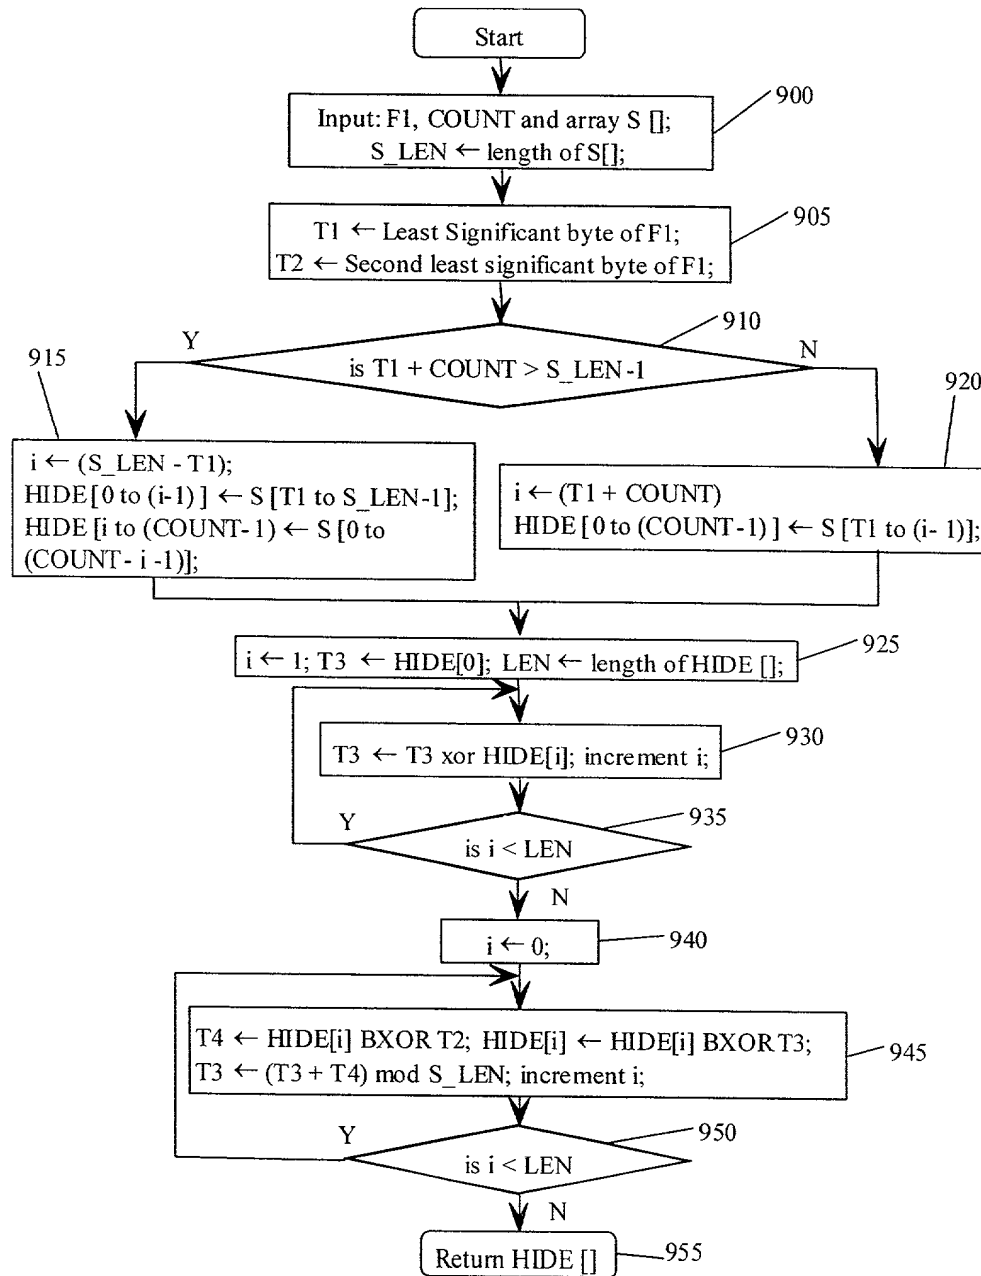 Start
900
Input: F1, COUNT and array S [];
S_LEN ← length of S[];
905
T1 ← Least Significant byte of F1;
T2 ← Second least significant byte of F1;
910
Y
N
is T1 + COUNT > S_LEN -1
915
i ← (S_LEN - T1);
HIDE [0 to (i-1) ] ← S [T1 to S_LEN-1];
HIDE [i to (COUNT- 1) ← S [0 to
(COUNT- i -1)];
920
i ← (T1 + COUNT)
HIDE [0 to (COUNT-1) ] ← S [T1 to (i- 1)];
925
i ← 1; T3 ← HIDE[0]; LEN ← length of HIDE [];
930
T3 ← T3 xor HIDE[i]; increment i;
935
Y
is i < LEN
N
940
i ← 0;
945
T4 ← HIDE[i] BXOR T2; HIDE[i] ← HIDE[i] BXOR T3;
T3 ← (T3 + T4) mod S_LEN; increment i;
950
Y
is i < LEN
N
Return HIDE []
955